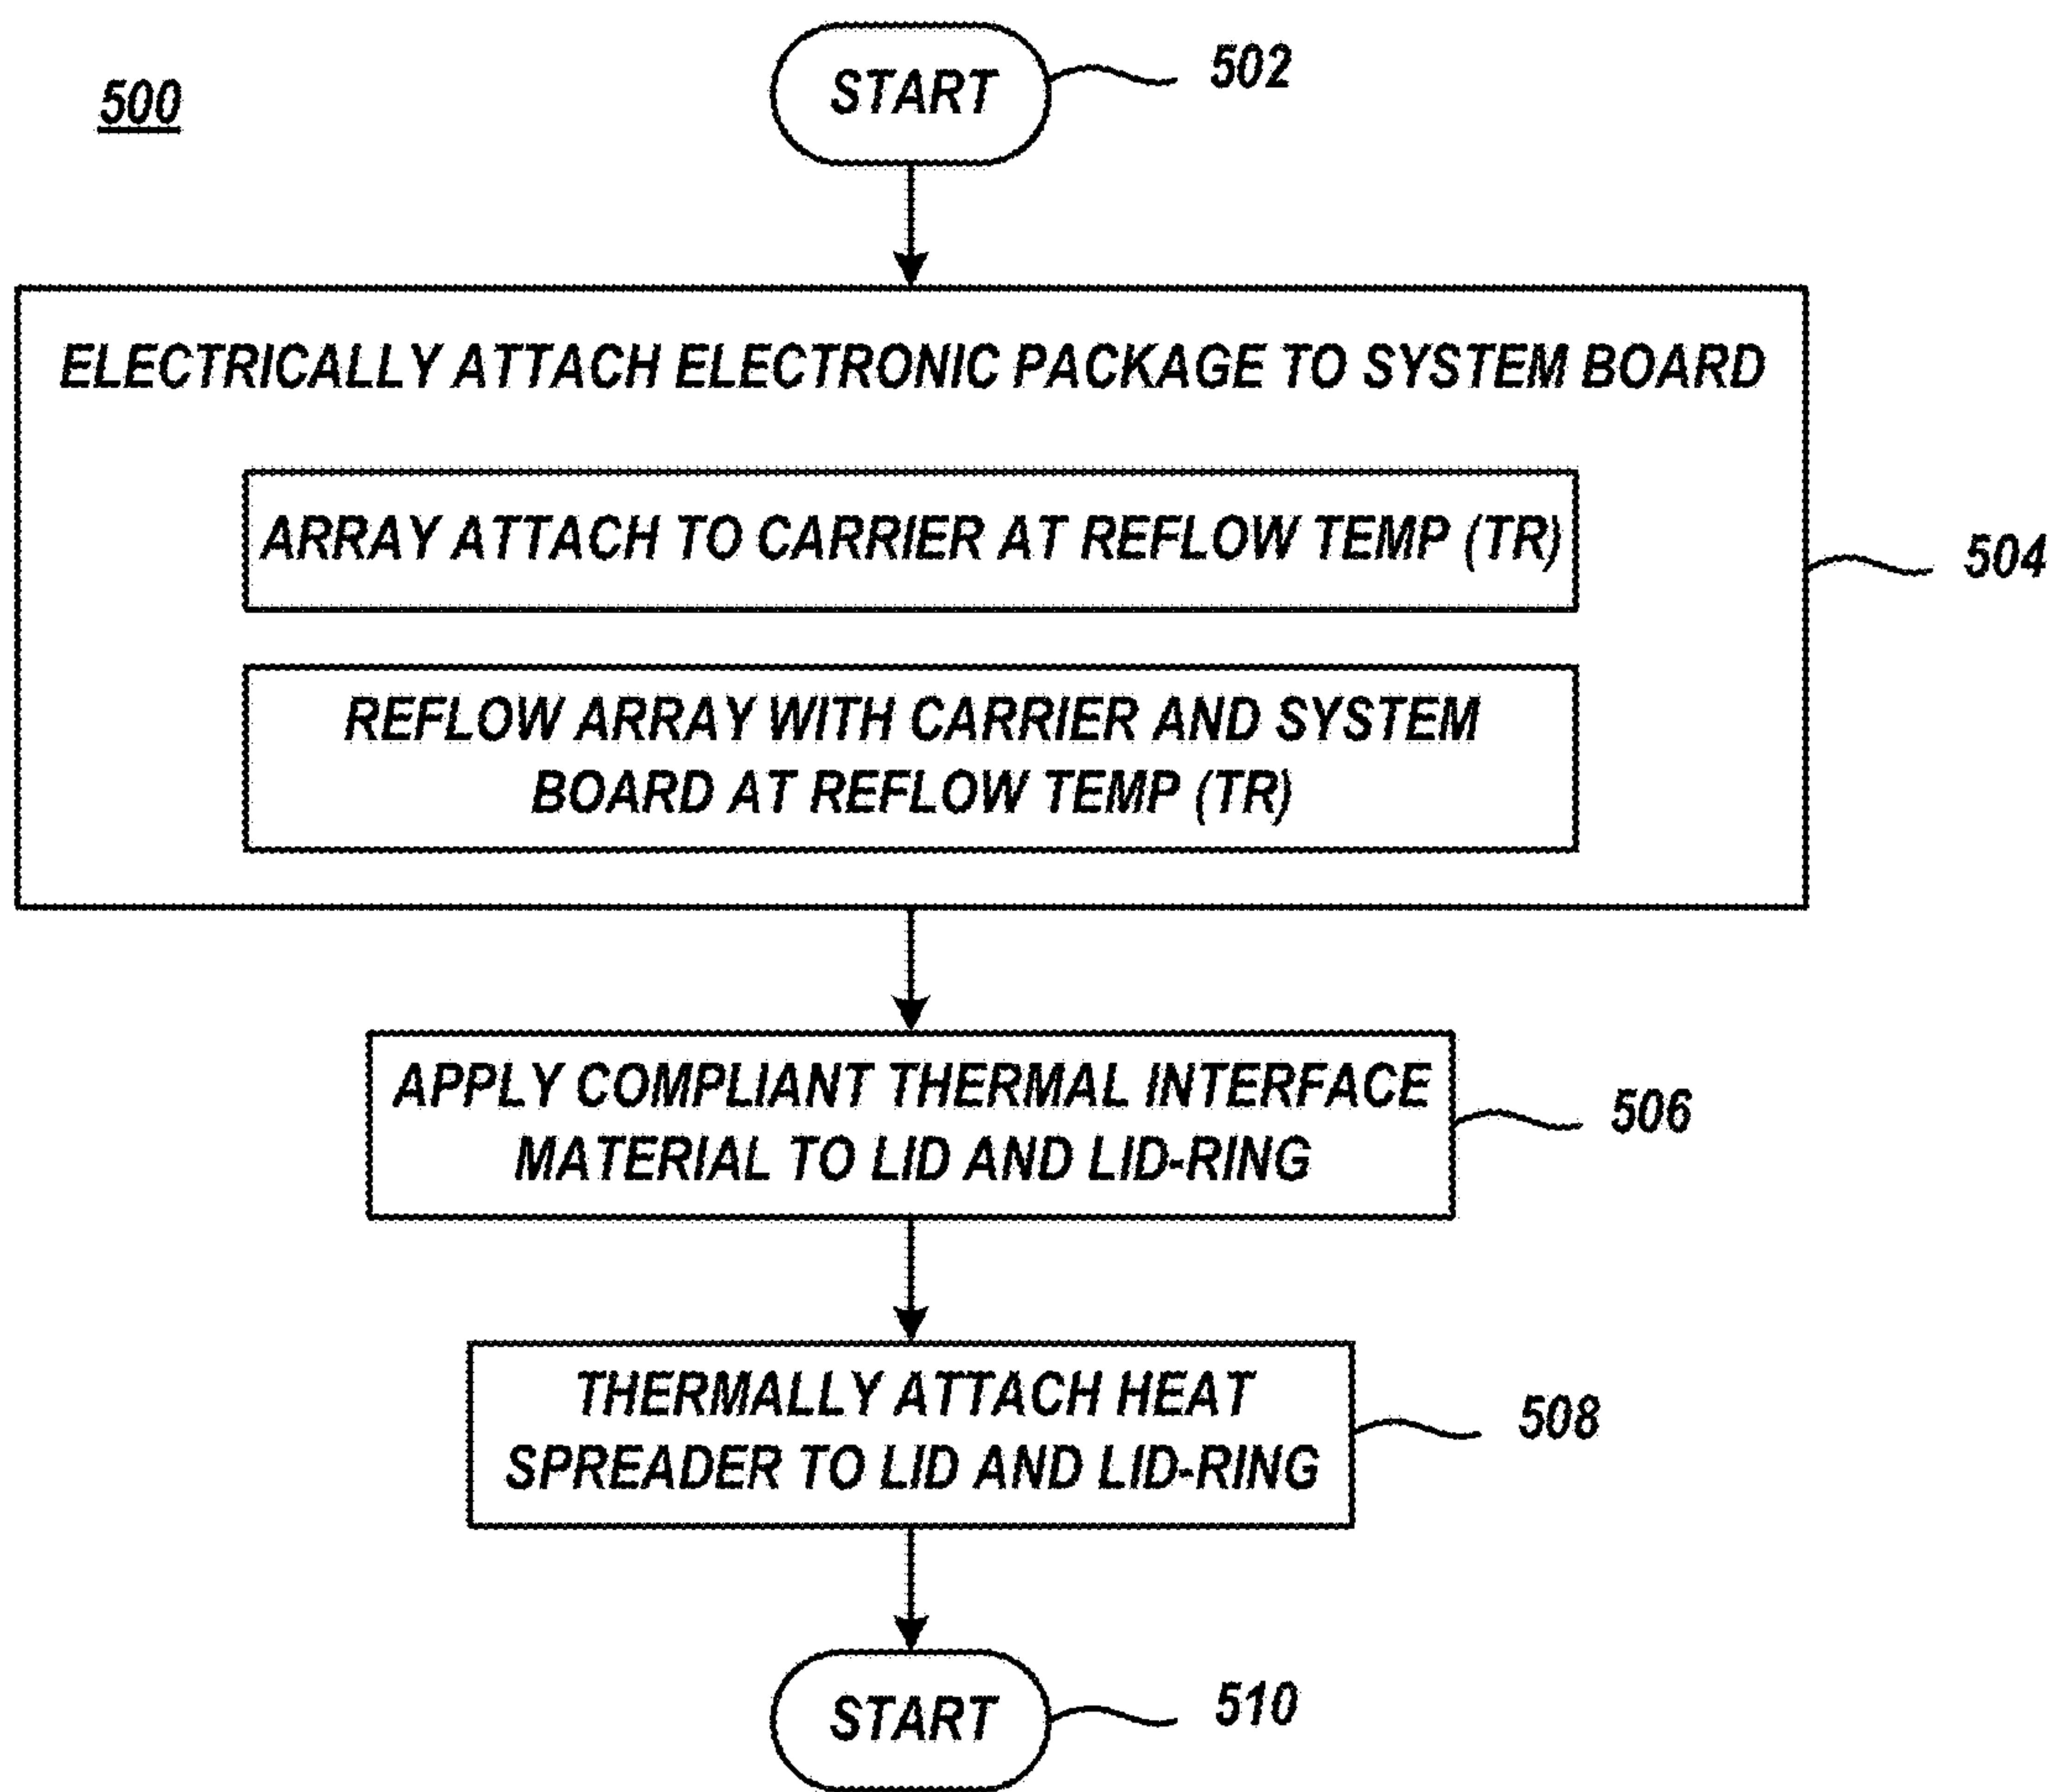 500
START
502
ELECTRICALLY ATTACH ELECTRONIC PACKAGE TO SYSTEM BOARD
ARRAY ATTACH TO CARRIER AT REFLOW TEMP (TR)
504
REFLOW ARRAY WITH CARRIER AND SYSTEM
BOARD AT REFLOW TEMP (TR)
APPLY COMPLIANT THERMAL INTERFACE
MATERIAL TO LID AND LID-RING
506
THERMALLY ATTACH HEAT
SPREADER TO LID AND LID-RING
508
START
510